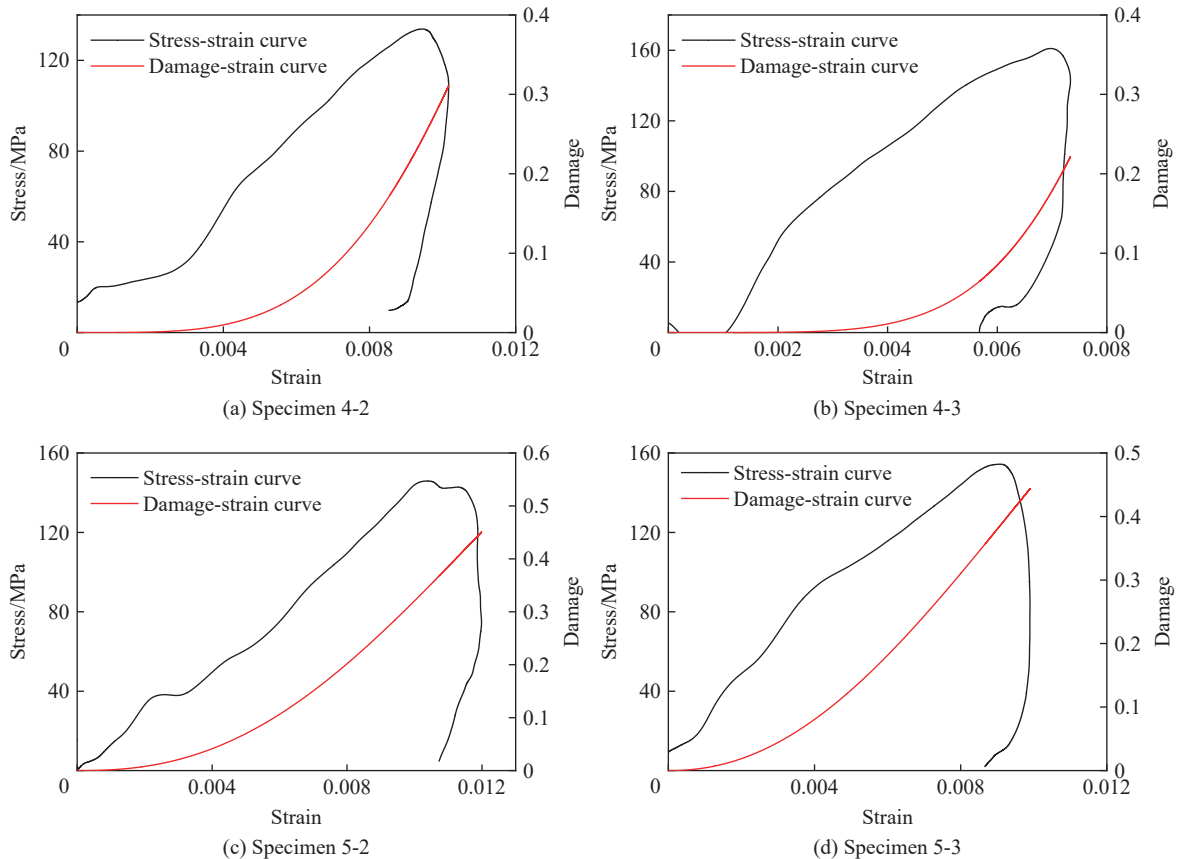 Stress-strain curve
Damage-strain curve
Stress/MPa
120
80
40
0
0.004
0.008
0.012
0.4
0.3
0.2
0.1
0
Damage
Strain
(a) Specimen 4-2
Stress-strain curve
Damage-strain curve
Stress/MPa
160
120
80
40
0
0.002
0.004
0.006
0.008
0.4
0.3
0.2
0.1
0
Damage
Strain
(b) Specimen 4-3
Stress-strain curve
Damage-strain curve
Stress/MPa
160
120
80
40
0
0.004
0.008
0.012
0.6
0.5
0.4
0.3
0.2
0.1
0
Damage
Strain
(c) Specimen 5-2
Stress-strain curve
Damage-strain curve
Stress/MPa
160
120
80
40
0
0.004
0.008
0.012
0.5
0.4
0.3
0.2
0.1
0
Damage
Strain
(d) Specimen 5-3